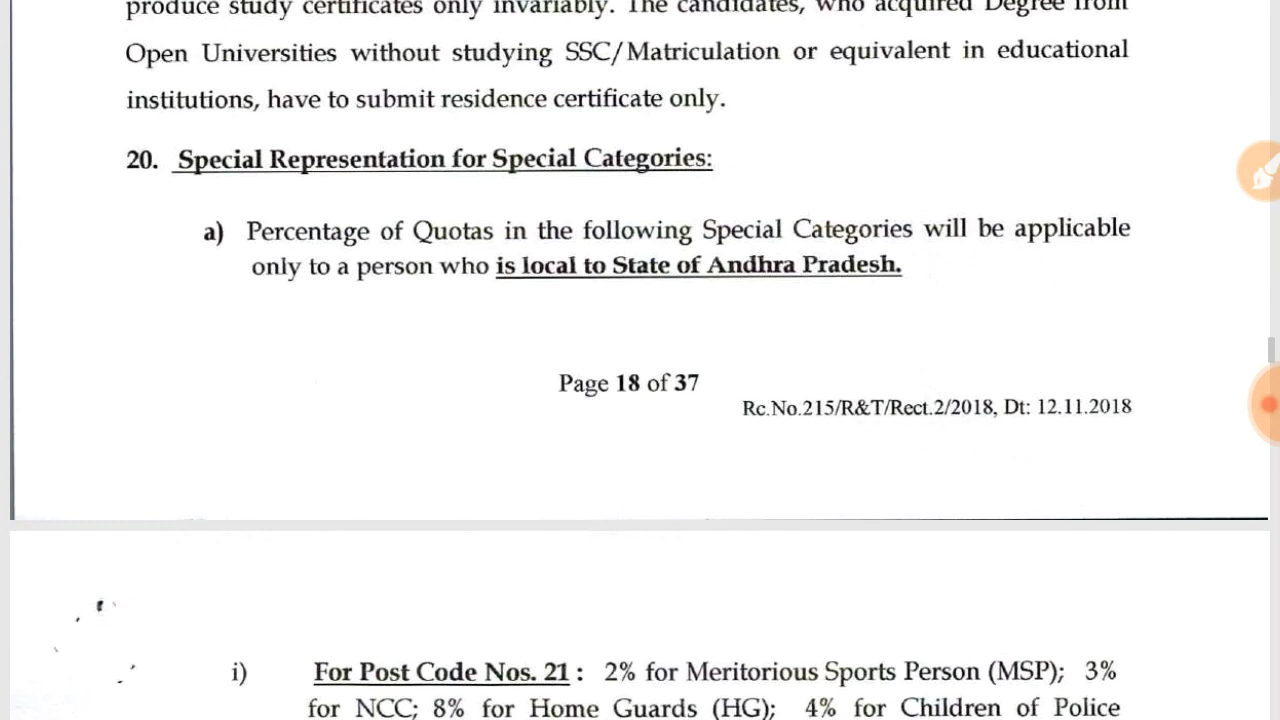 produce study certificates only invariably. The candidates, who acquired Degree from
Open Universities without studying SSC/Matriculation or equivalent in educational
institutions, have to submit residence certificate only.
20. Special Representation for Special Categories:
a) Percentage of Quotas in the following Special Categories will be applicable
only to a person who is local to State of Andhra Pradesh.
Page 18 of 37
Rc.No.215/R&T/Rect.2/2018, Dt: 12.11.2018
i) For Post Code Nos. 21 : 2% for Meritorious Sports Person (MSP); 3%
for NCC; 8% for Home Guards (HG); 4% for Children of Police